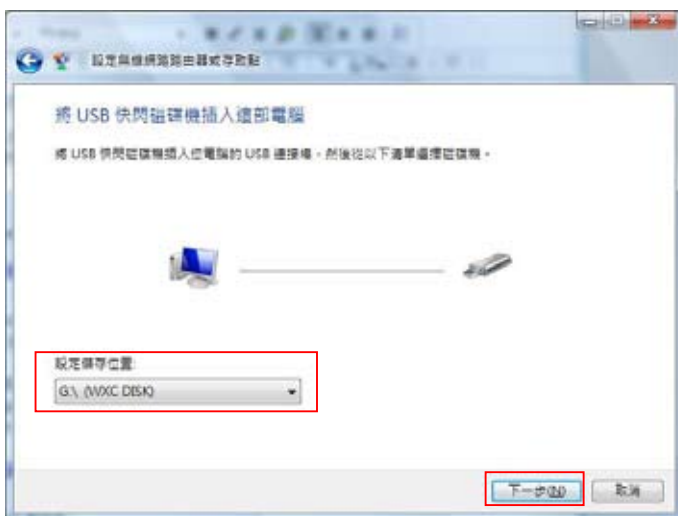 設定無線網路路由器或存取點
將 USB 快閃磁碟機插入這部電腦
將 USB 快閃磁碟機插入您電腦的 USB 連接埠，然後從以下清單選擇磁碟機。
設定儲存位置:
G:\ (WXC DISK)
下一步(N)
取消